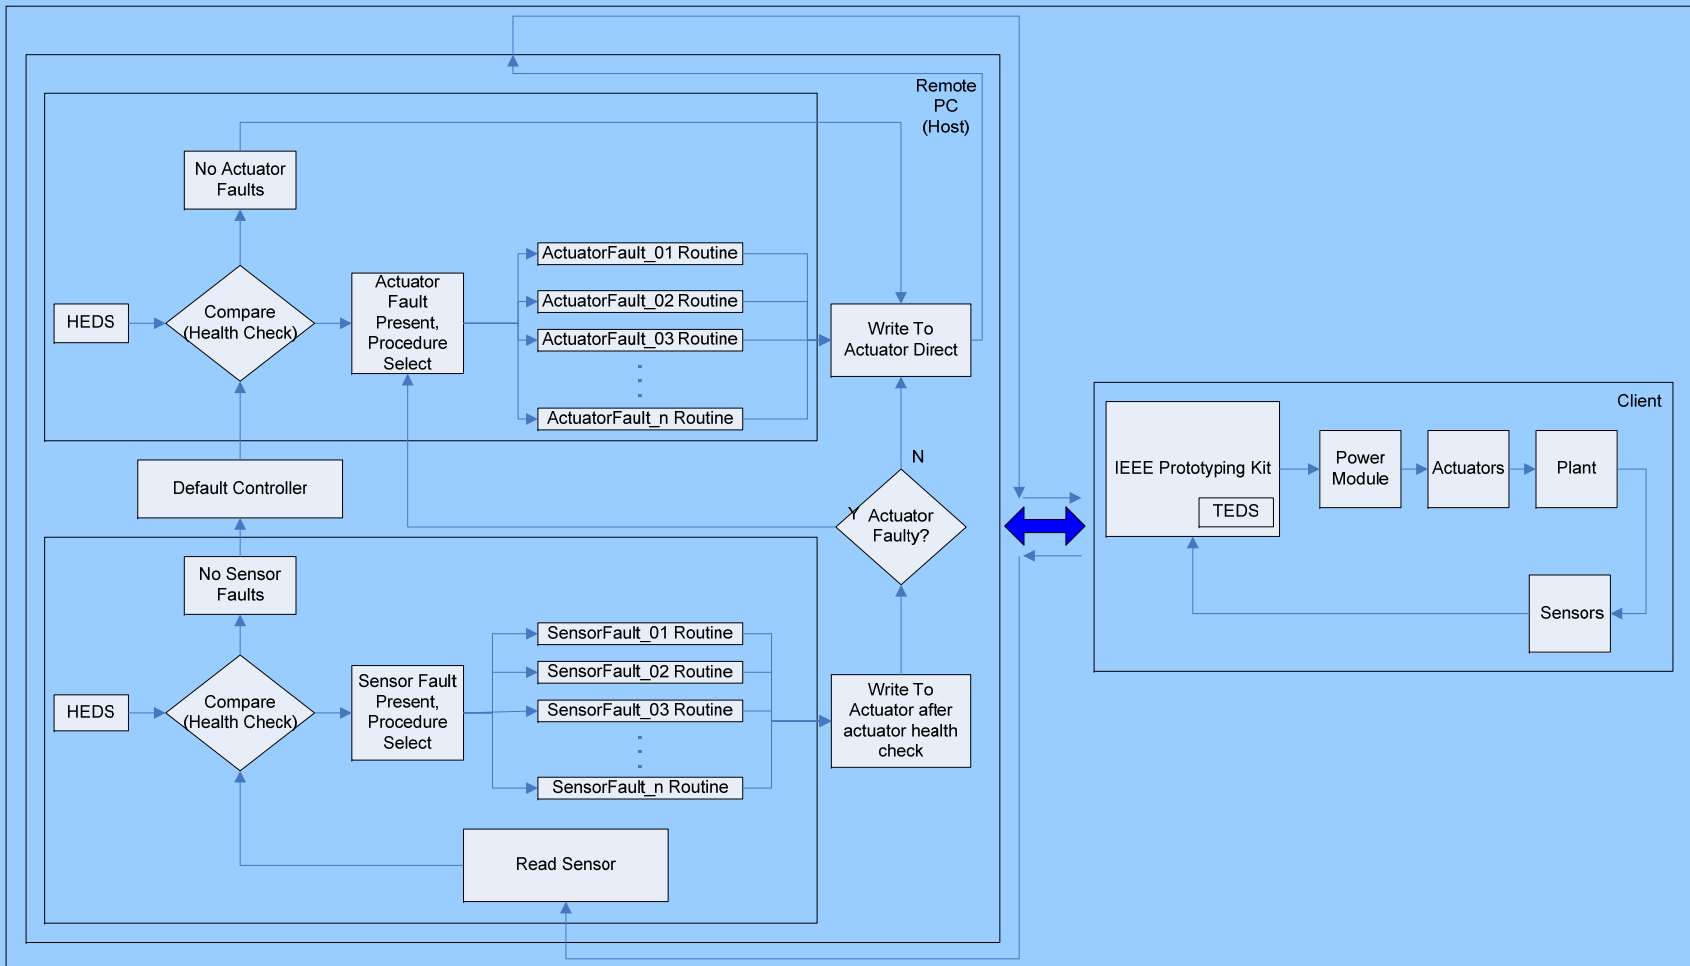 Remote
PC
(Host)
No Actuator
Faults
HEDS
Compare
(Health Check)
Actuator
Fault
Present,
Procedure
Select
ActuatorFault_01 Routine
ActuatorFault_02 Routine
ActuatorFault_03 Routine
ActuatorFault_n Routine
Write To
Actuator Direct
Default Controller
N
Y
Actuator
Faulty?
No Sensor
Faults
HEDS
Compare
(Health Check)
Sensor Fault
Present,
Procedure
Select
SensorFault_01 Routine
SensorFault_02 Routine
SensorFault_03 Routine
SensorFault_n Routine
Write To
Actuator after
actuator health
check
Read Sensor
Client
IEEE Prototyping Kit
TEDS
Power
Module
Actuators
Plant
Sensors